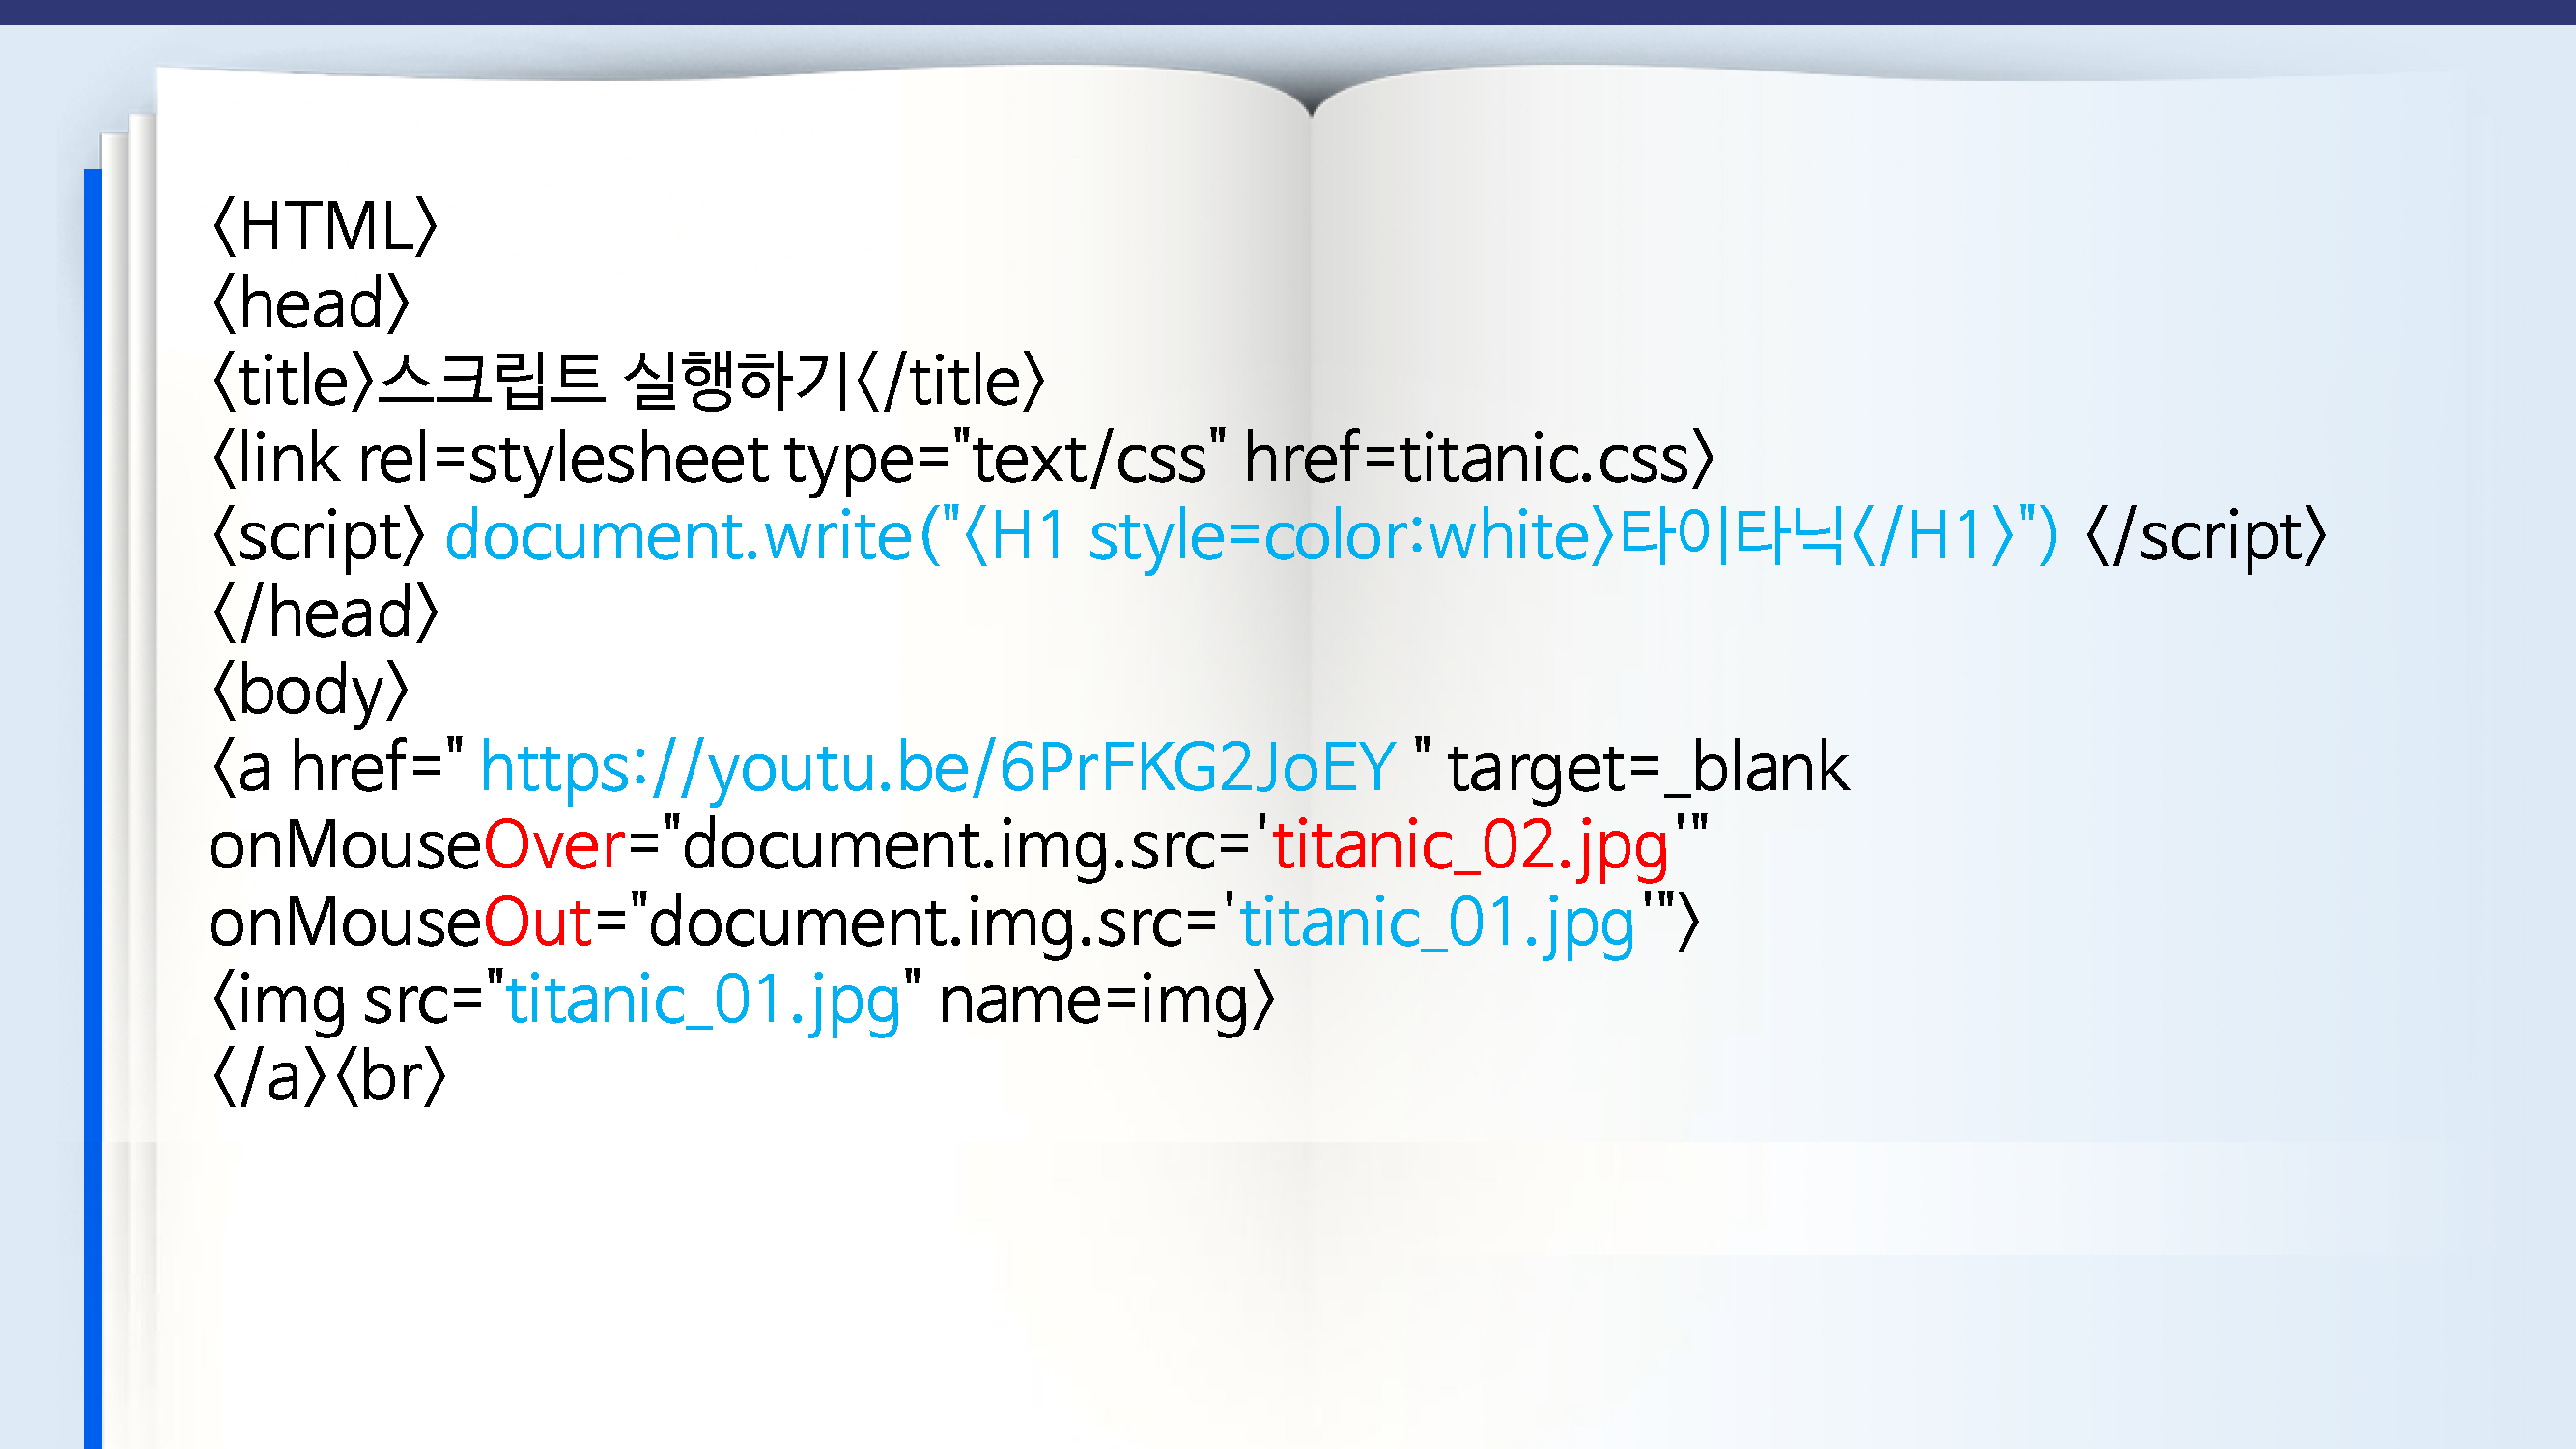 <HTML>
<head>
<title>스크립트 실행하기</title>
<link rel=stylesheet type="text/css" href=titanic.css>
<script> document.write("<H1 style=color:white>타이타닉</H1>") </script>
</head>
<body>
<a href=" https://youtu.be/6PrFKG2JoEY " target=_blank
onMouseOver="document.img.src='titanic_02.jpg'"
onMouseOut="document.img.src='titanic_01.jpg'">
<img src="titanic_01.jpg" name=img>
</a><br>